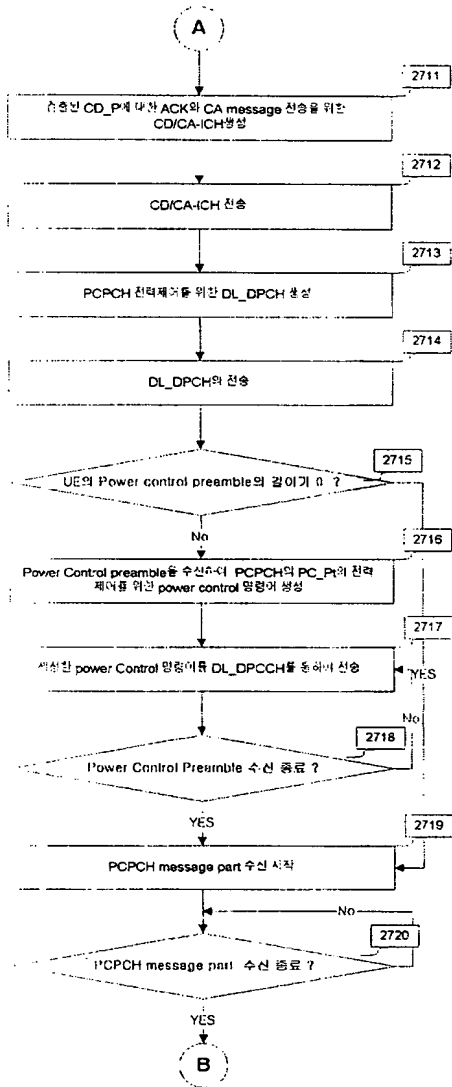 A
2711
검출된 CD_P에 대한 ACK와 CA message 전송을 위한
CD/CA-ICH생성
2712
CD/CA-ICH 전송
2713
PCPCH 전력제어를 위한 DL_DPCH 생성
2714
DL_DPCH의 전송
2715
UE의 Power control preamble의 길이가 0 ?
No
2716
Power Control preamble을 수신하여 PCPCH의 PC_P의 전력
제어를 위한 power control 명령어 생성
2717
생성한 power Control 명령어를 DL_DPCCH를 통하여 전송
YES
No
2718
Power Control Preamble 수신 종료 ?
YES
2719
PCPCH message part 수신 시작
No
2720
PCPCH message part 수신 종료 ?
YES
B